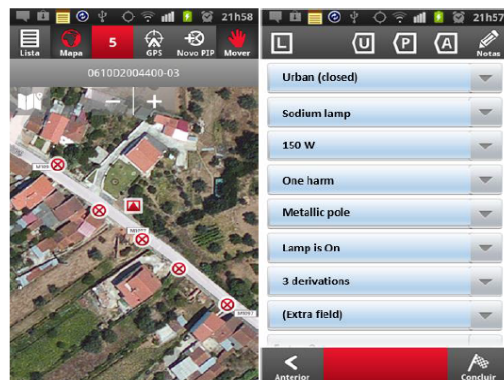 21h58
Lista
Mapa
5
GPS
Novo PIP
Mover
0610D2004400-03
21h57
L
U
P
A
Notas
Urban (closed)
Sodium lamp
150 W
One harm
Metallic pole
Lamp is On
3 derivations
(Extra field)
Anterior
Concluir